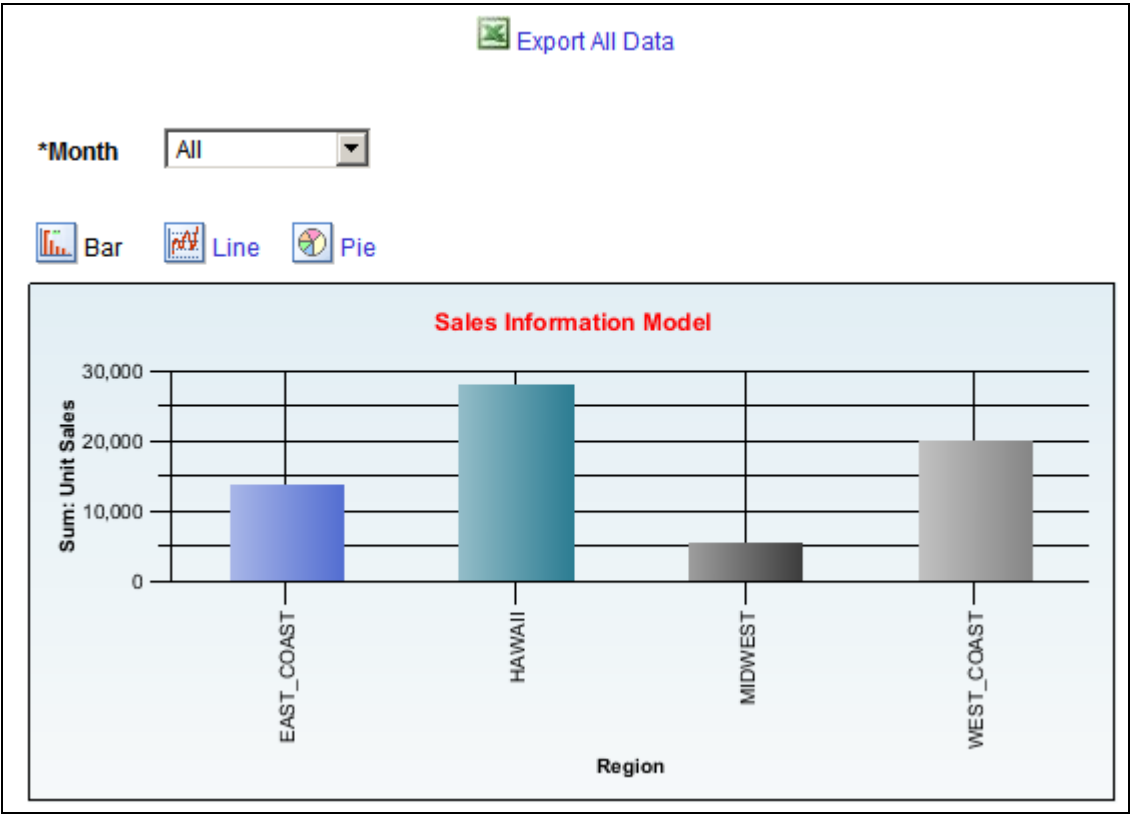 Export All Data
*Month All
Bar Line Pie
Sales Information Model
30,000
20,000
10,000
0
Sum: Unit Sales
EAST_COAST
HAWAII
MIDWEST
WEST_COAST
Region